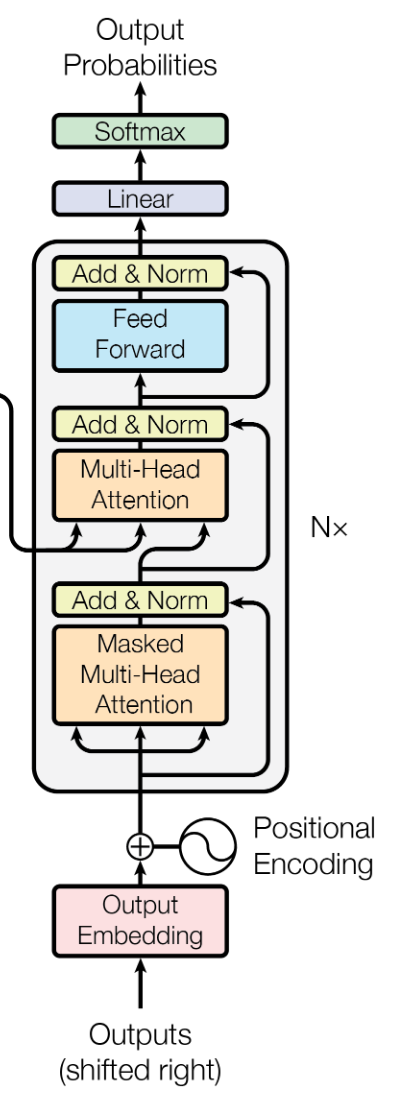 Output
Probabilities
Softmax
Linear
Add & Norm
Feed
Forward
Add & Norm
Multi-Head
Attention
N×
Add & Norm
Masked
Multi-Head
Attention
Positional
Encoding
Output
Embedding
Outputs
(shifted right)